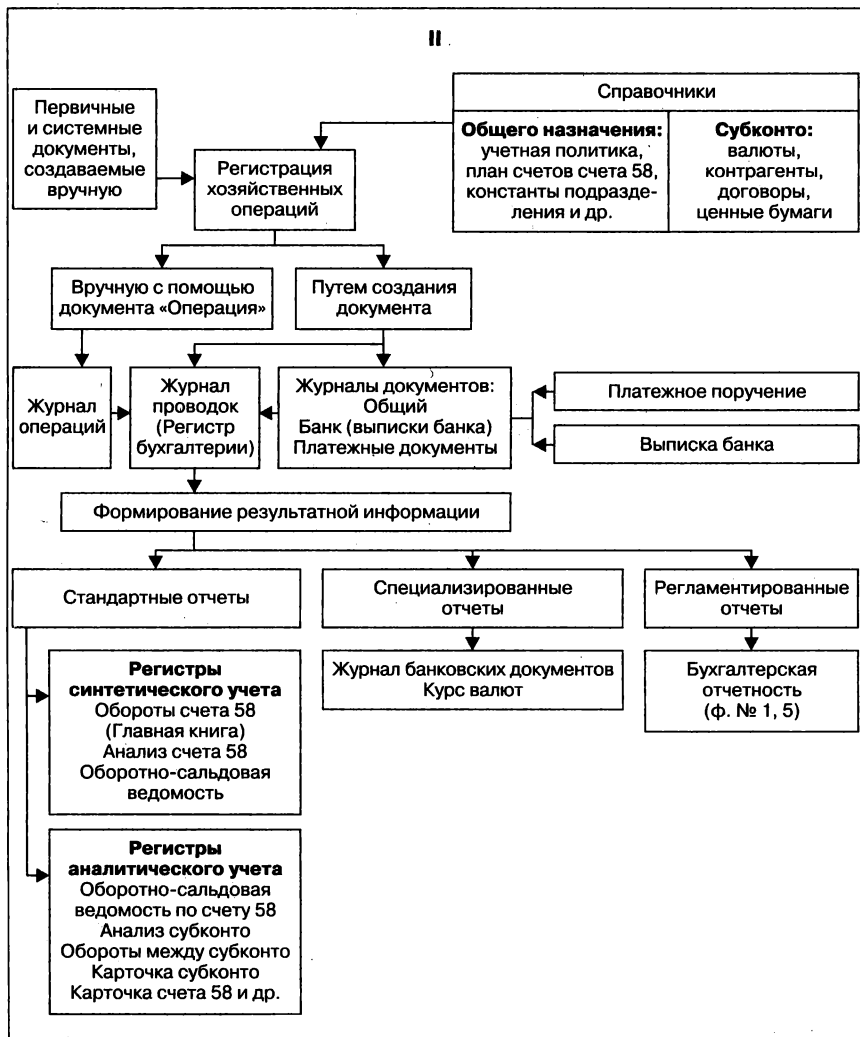 II
Первичные
и системные
документы,
создаваемые
вручную
Регистрация
хозяйственных
операций
Справочники
Общего назначения:
учетная политика,
план счетов счета 58,
константы подразде-
ления и др.
Субконто:
валюты,
контрагенты,
договоры,
ценные бумаги
Вручную с помощью
документа «Операция»
Путем создания
документа
Журнал
операций
Журнал
проводок
(Регистр
бухгалтерии)
Журналы документов:
Общий
Банк (выписки банка)
Платежные документы
Платежное поручение
Выписка банка
Формирование результатной информации
Стандартные отчеты
Специализированные
отчеты
Регламентированные
отчеты
Регистры
синтетического учета
Обороты счета 58
(Главная книга)
Анализ счета 58
Оборотно-сальдовая
ведомость
Журнал банковских документов
Курс валют
Бухгалтерская
отчетность
(ф. № 1, 5)
Регистры
аналитического учета
Оборотно-сальдовая
ведомость по счету 58
Анализ субконто
Обороты между субконто
Карточка субконто
Карточка счета 58 и др.